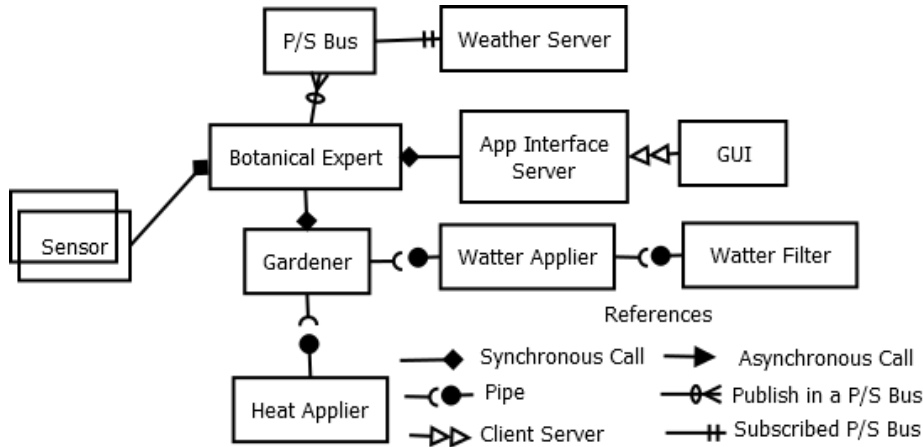 P/S Bus
Weather Server
Botanical Expert
App Interface
Server
GUI
Sensor
Gardener
Watter Applier
Watter Filter
References
Heat Applier
Synchronous Call
Asynchronous Call
Pipe
Publish in a P/S Bus
Client Server
Subscribed P/S Bus